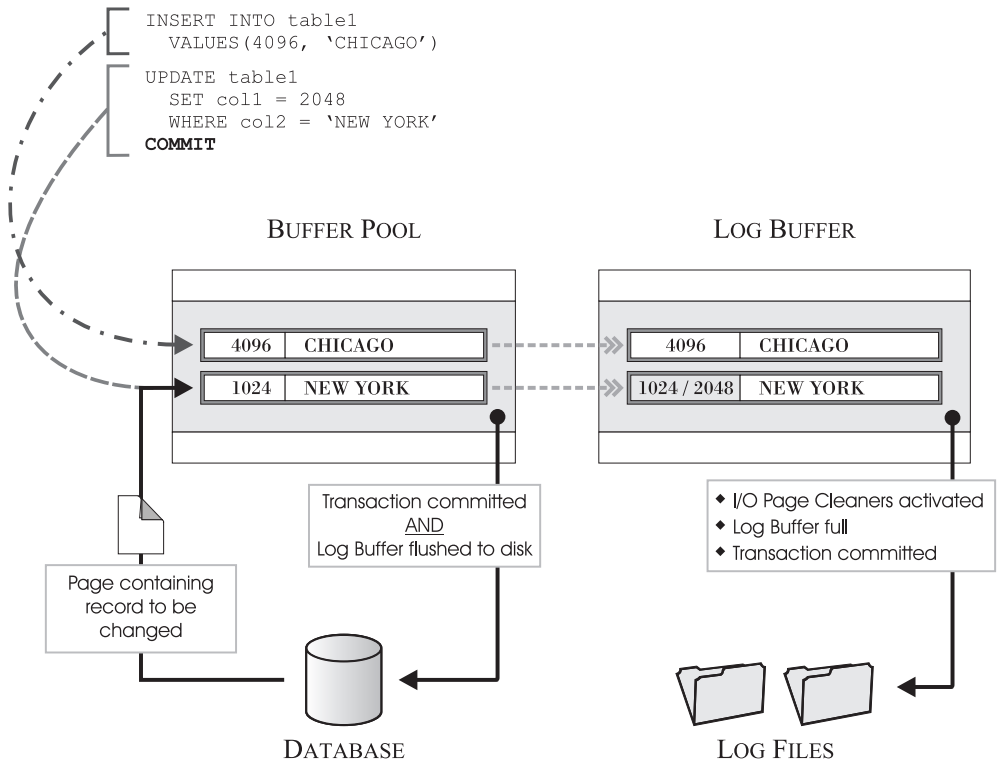 INSERT INTO table1
VALUES(4096, ‘CHICAGO’)
UPDATE table1
SET col1 = 2048
WHERE col2 = ‘NEW YORK’
COMMIT
BUFFER POOL
LOG BUFFER
4096 CHICAGO
4096 CHICAGO
1024 NEW YORK
1024 / 2048 NEW YORK
Transaction committed
AND
Log Buffer flushed to disk
◆ I/O Page Cleaners activated
◆ Log Buffer full
◆ Transaction committed
Page containing
record to be
changed
DATABASE
LOG FILES